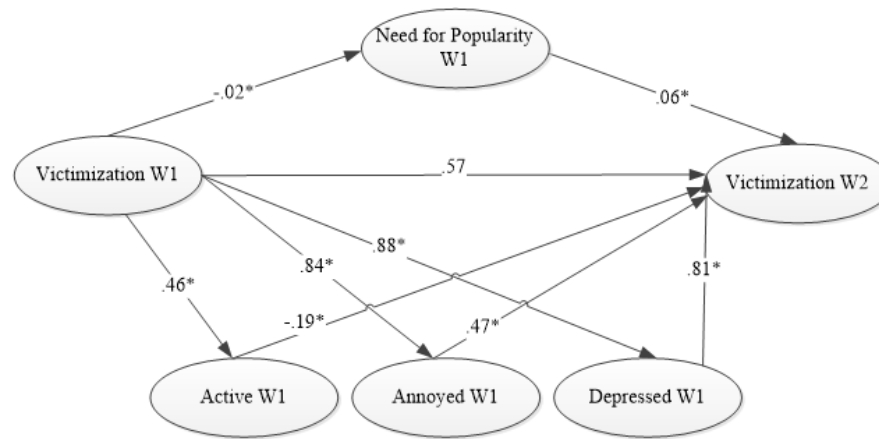 Need for Popularity
W1
-.02*
.06*
Victimization W1
.57
Victimization W2
.88*
.84*
.81*
.46*
-.19*
.47*
Active W1
Annoyed W1
Depressed W1